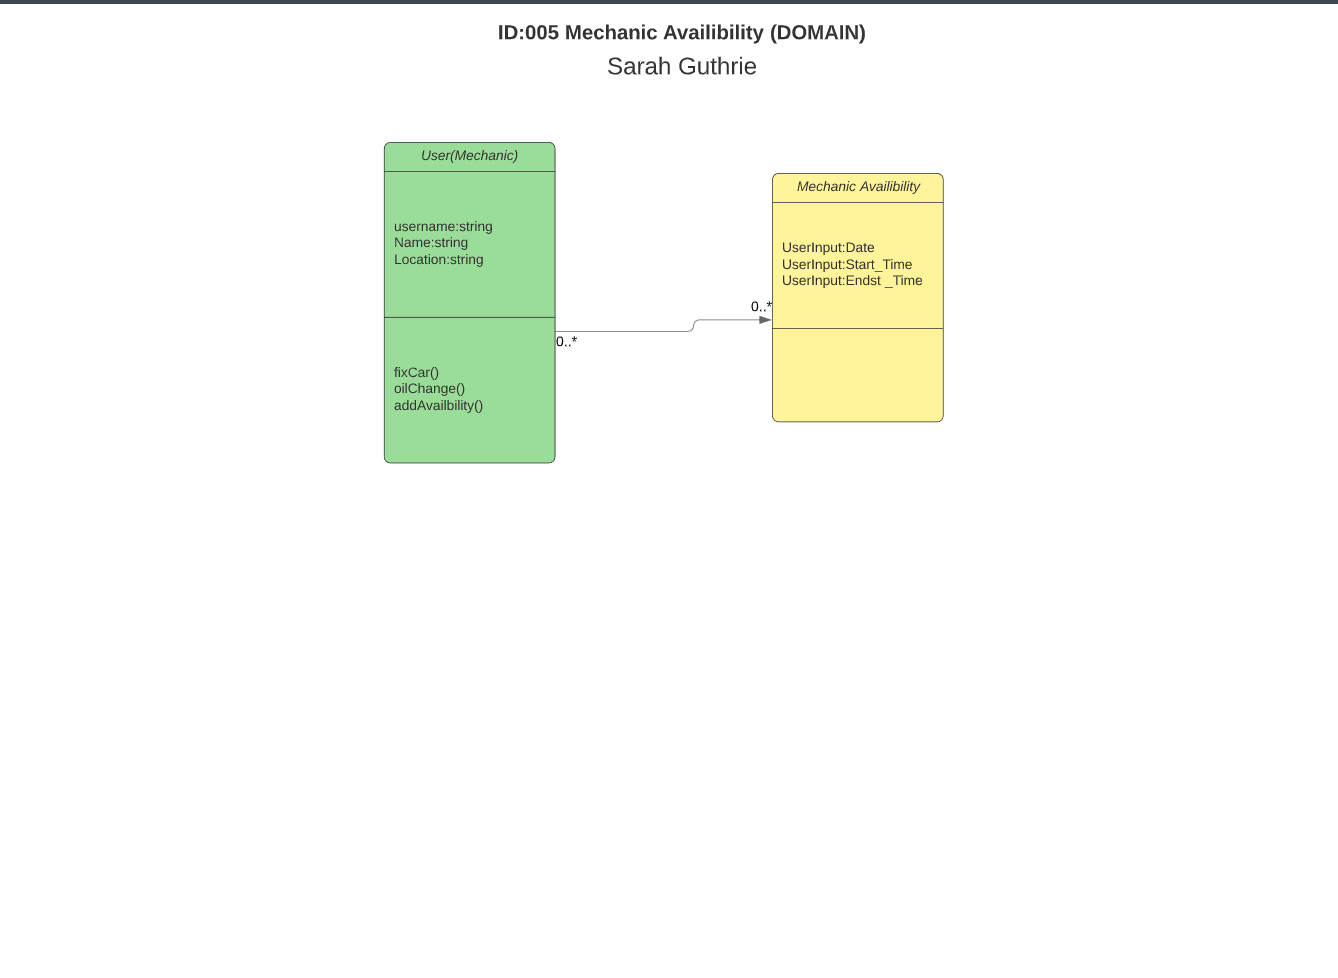 ID:005 Mechanic Availibility (DOMAIN)
Sarah Guthrie
User(Mechanic)
username:string
Name:string
Location:string
fixCar()
oilChange()
addAvailbility()
0..*
0..*
Mechanic Availibility
UserInput:Date
UserInput:Start_Time
UserInput:Endst _Time